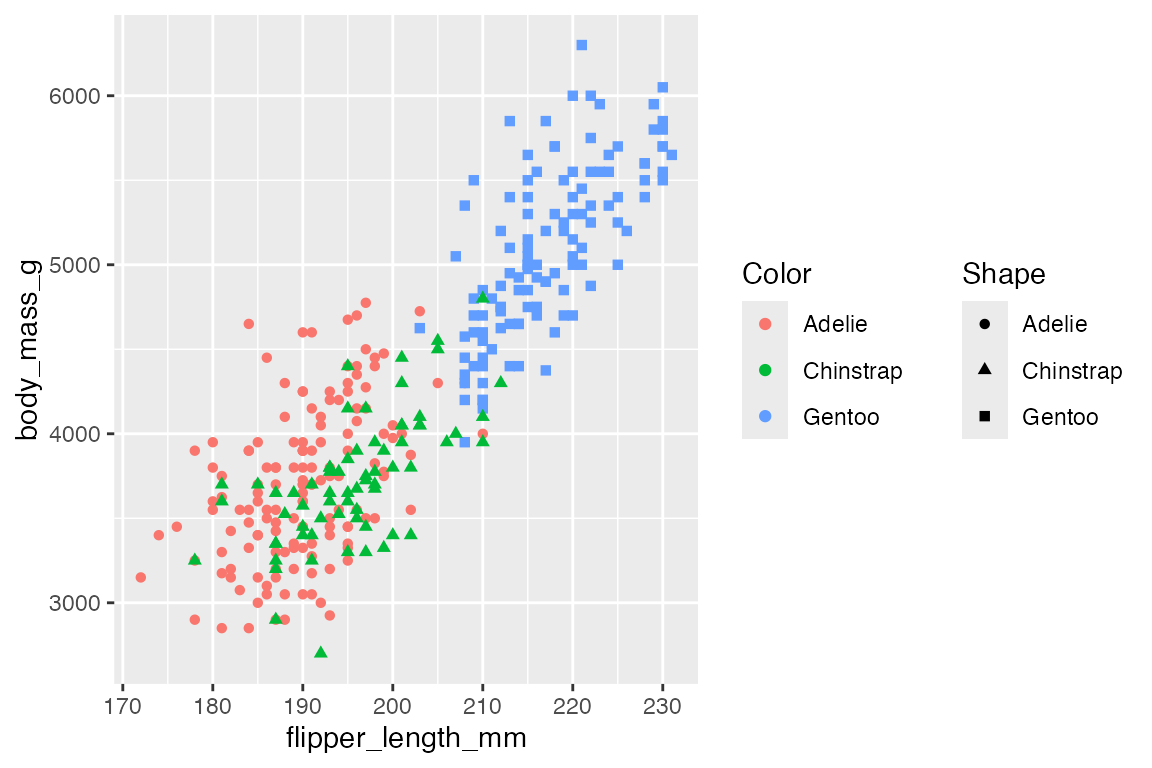 body_mass_g
6000
5000
4000
3000
170 180 190 200 210 220 230
flipper_length_mm
Color
Adelie
Chinstrap
Gentoo
Shape
Adelie
Chinstrap
Gentoo